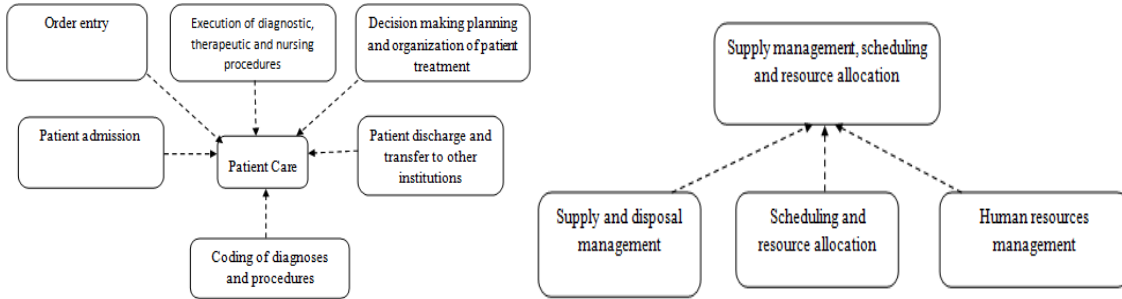 Order entry
Execution of diagnostic,
therapeutic and nursing
procedures
Decision making planning
and organization of patient
treatment
Patient admission
Patient Care
Patient discharge and
transfer to other
institutions
Coding of diagnoses
and procedures
Supply management, scheduling
and resource allocation
Supply and disposal
management
Scheduling and
resource allocation
Human resources
management